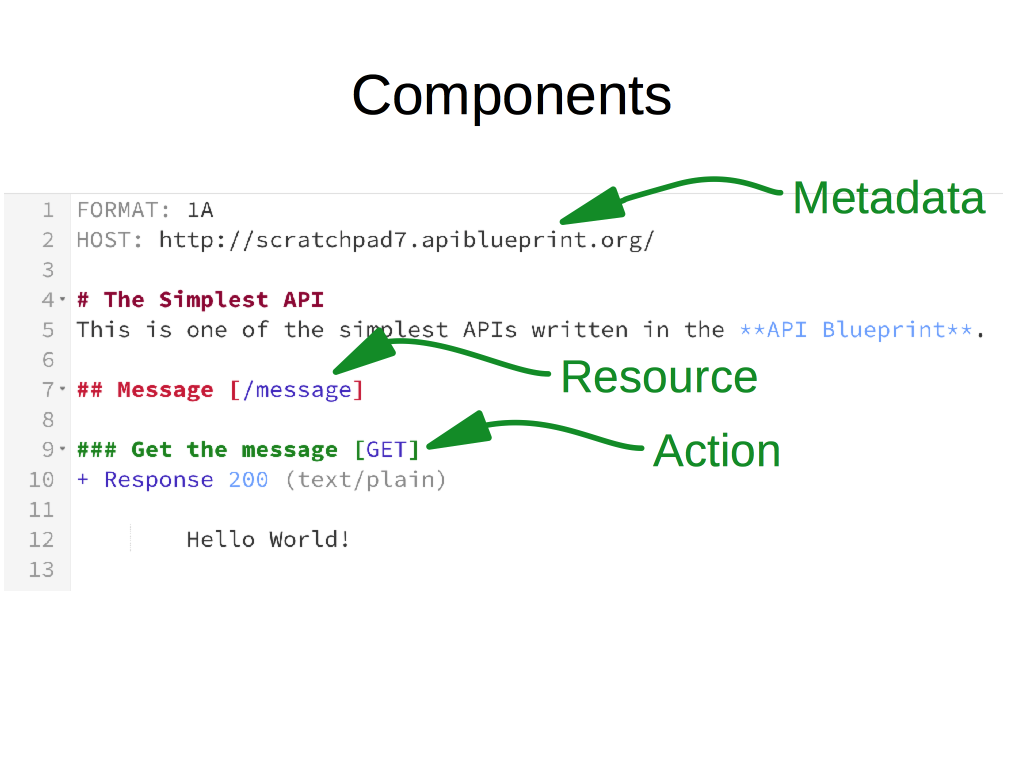 Components
Metadata
1 FORMAT: 1A
2 HOST: http://scratchpad7.apiblueprint.org/
3
4 # The Simplest API
5 This is one of the simplest APIs written in the **API Blueprint**.
6
Resource
7 ## Message [/message]
8
Action
9 ### Get the message [GET]
10 + Response 200 (text/plain)
11
12 Hello World!
13